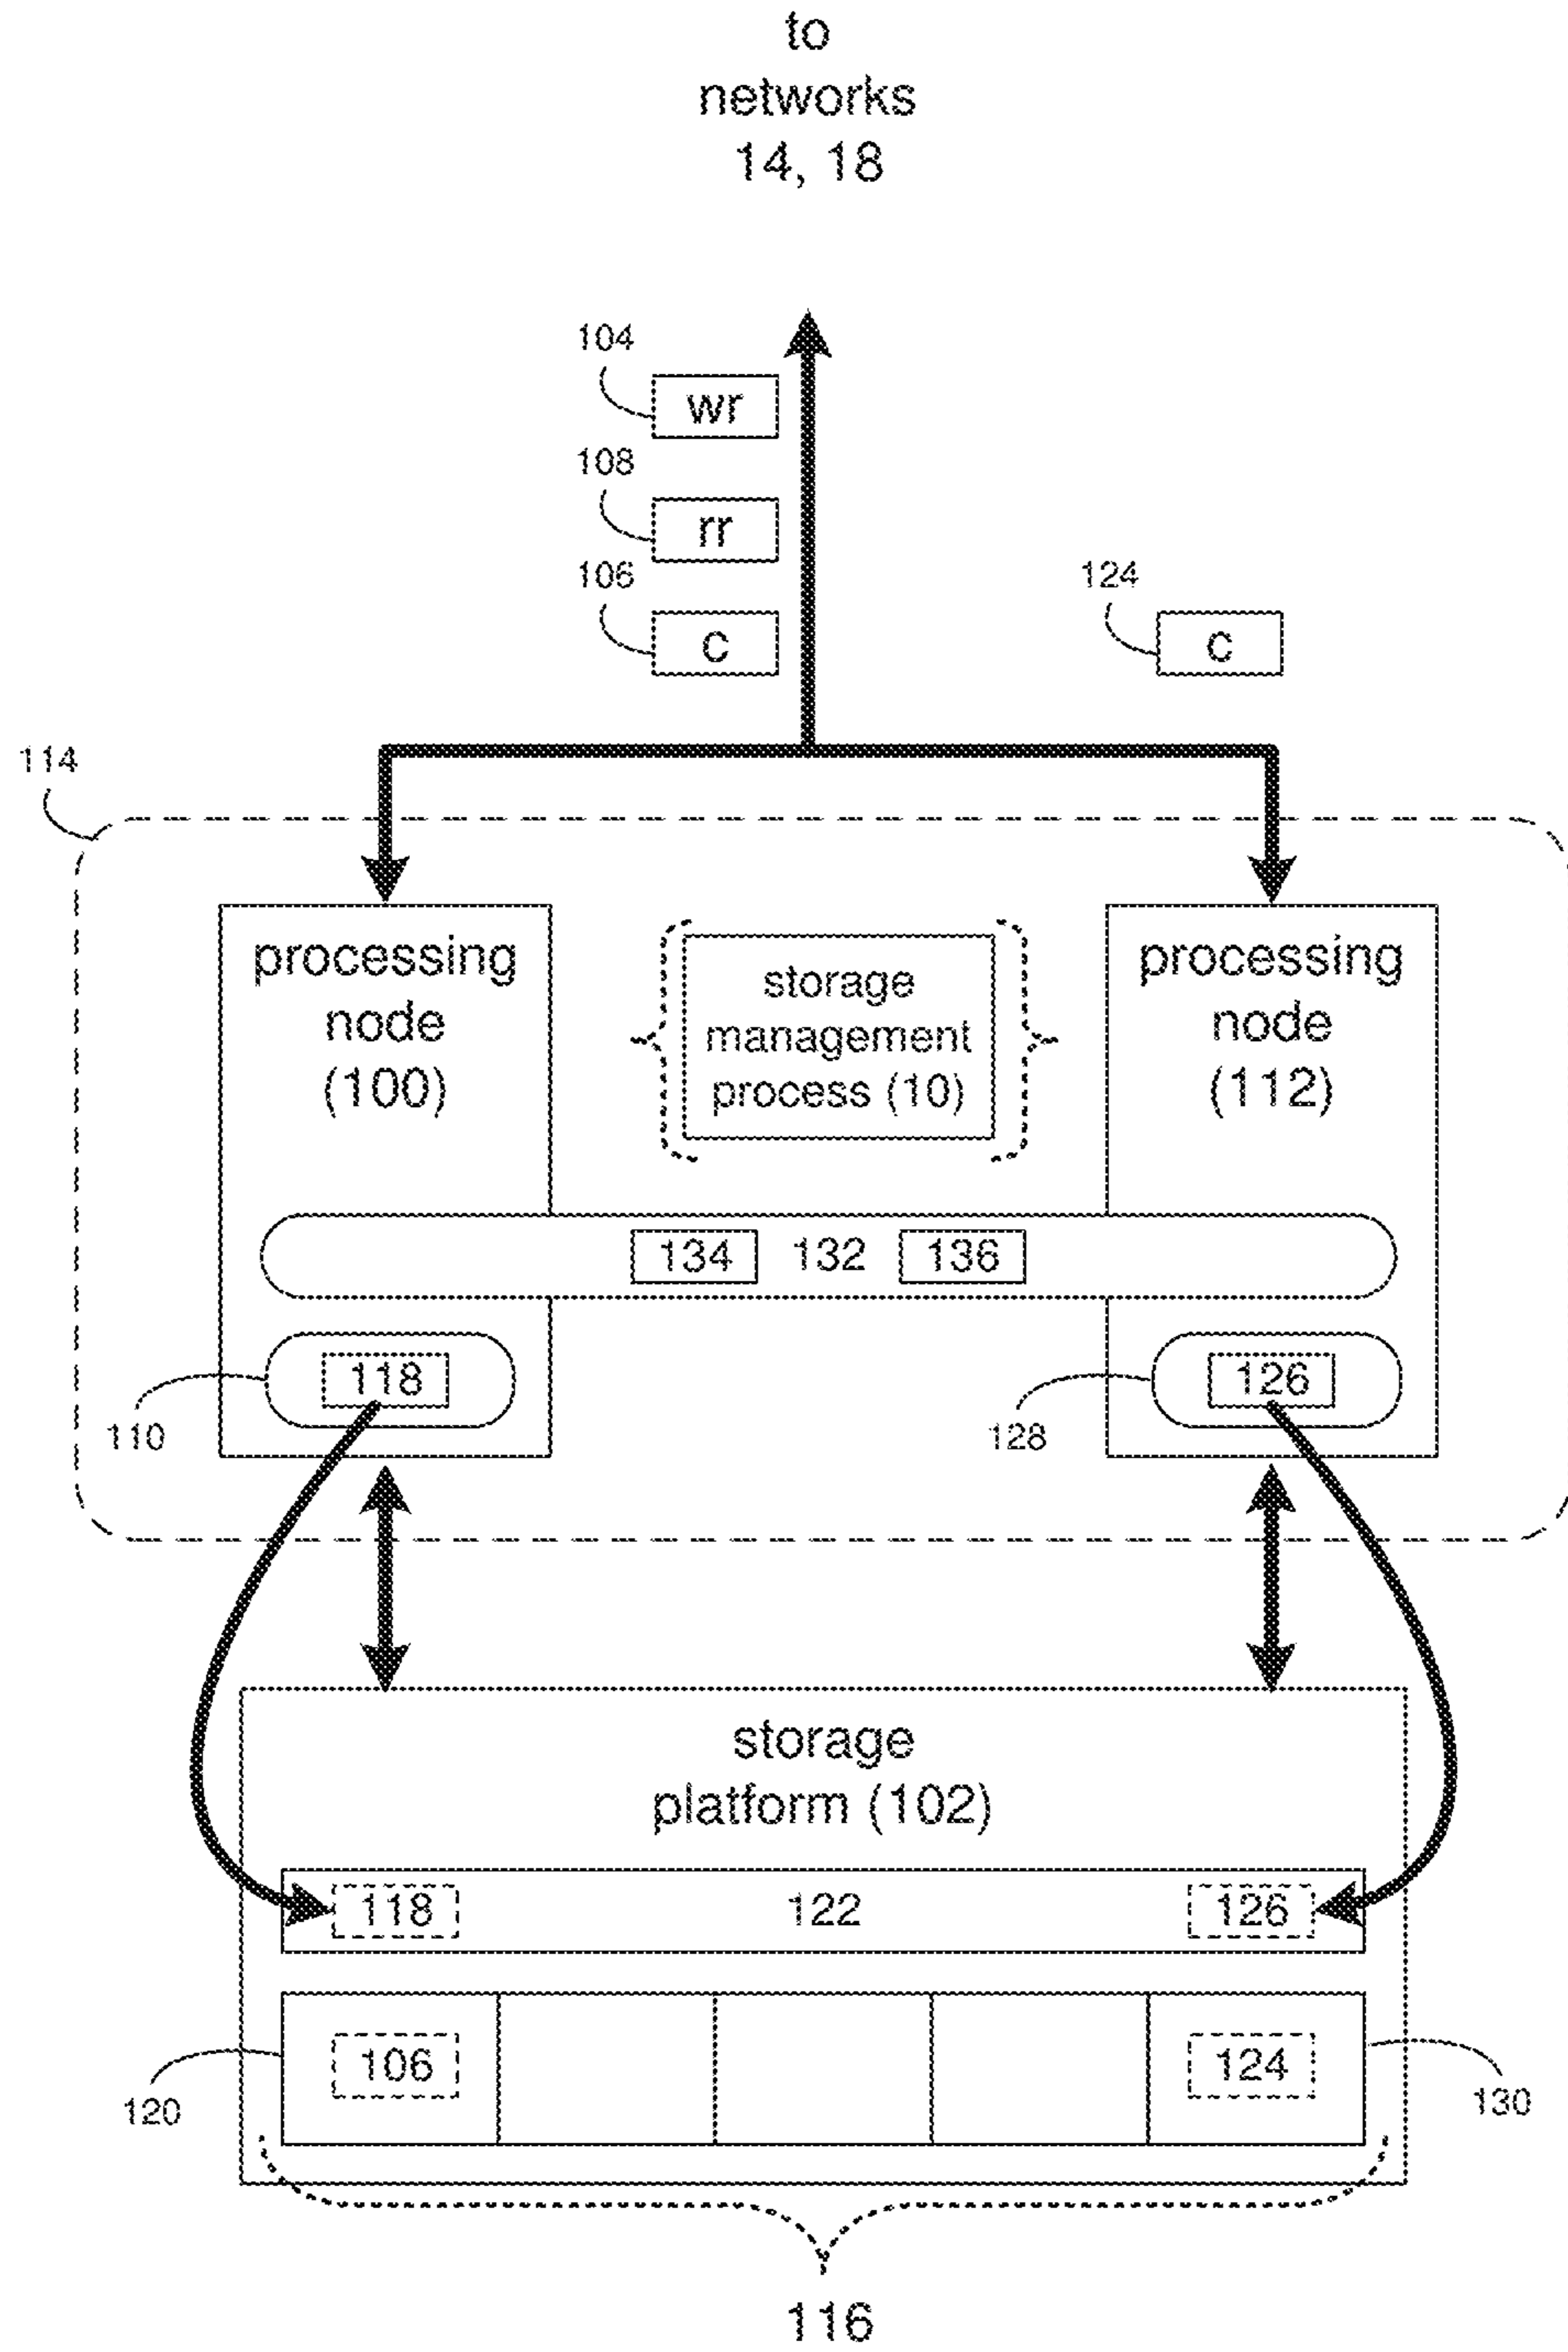 to
networks
14, 18
104
wr
108
rr
106
c
124
c
114
processing
node
(100)
storage
management
process (10)
processing
node
(112)
134 132 136
118
126
110
128
storage
platform (102)
118 122 126
106
124
120
130
116